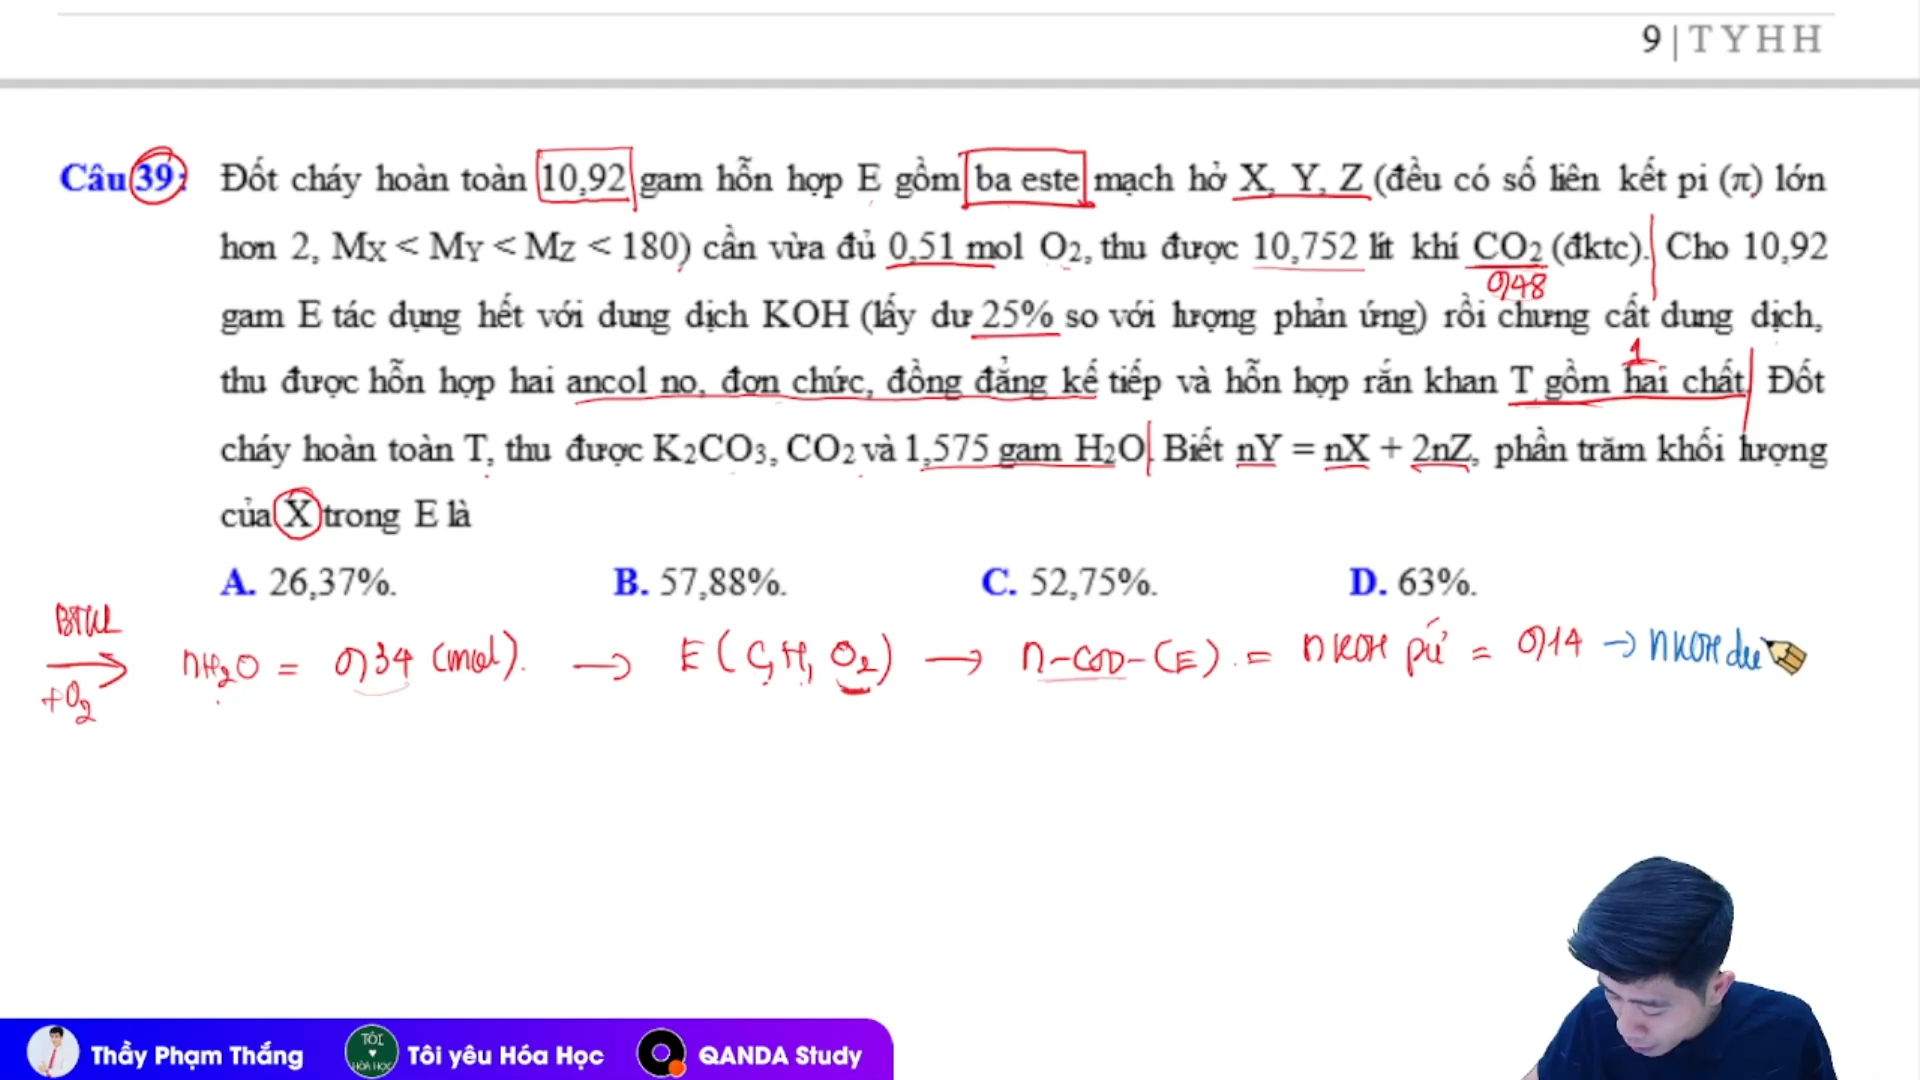 9 | T Y H H
Câu 39: Đốt cháy hoàn toàn 10,92 gam hỗn hợp E gồm ba este mạch hở X, Y, Z (đều có số liên kết pi (π) lớn
hơn 2, MX < MY < MZ < 180) cần vừa đủ 0,51 mol O2, thu được 10,752 lít khí CO2 (đktc). Cho 10,92
0,48
gam E tác dụng hết với dung dịch KOH (lấy dư 25% so với lượng phản ứng) rồi chưng cất dung dịch,
1
thu được hỗn hợp hai ancol no, đơn chức, đồng đẳng kế tiếp và hỗn hợp rắn khan T gồm hai chất. Đốt
cháy hoàn toàn T, thu được K2CO3, CO2 và 1,575 gam H2O. Biết nY = nX + 2nZ, phần trăm khối lượng
của X trong E là
A. 26,37%. B. 57,88%. C. 52,75%. D. 63%.
BTKL
+O2 → nH2O = 0,34 (mol). → E (C, H, O2) → n-COO-(E) = nKOH pứ = 0,14 → nKOH dư
Thầy Phạm Thắng TÔI ♥ HÓA HỌC Tôi yêu Hóa Học QANDA Study